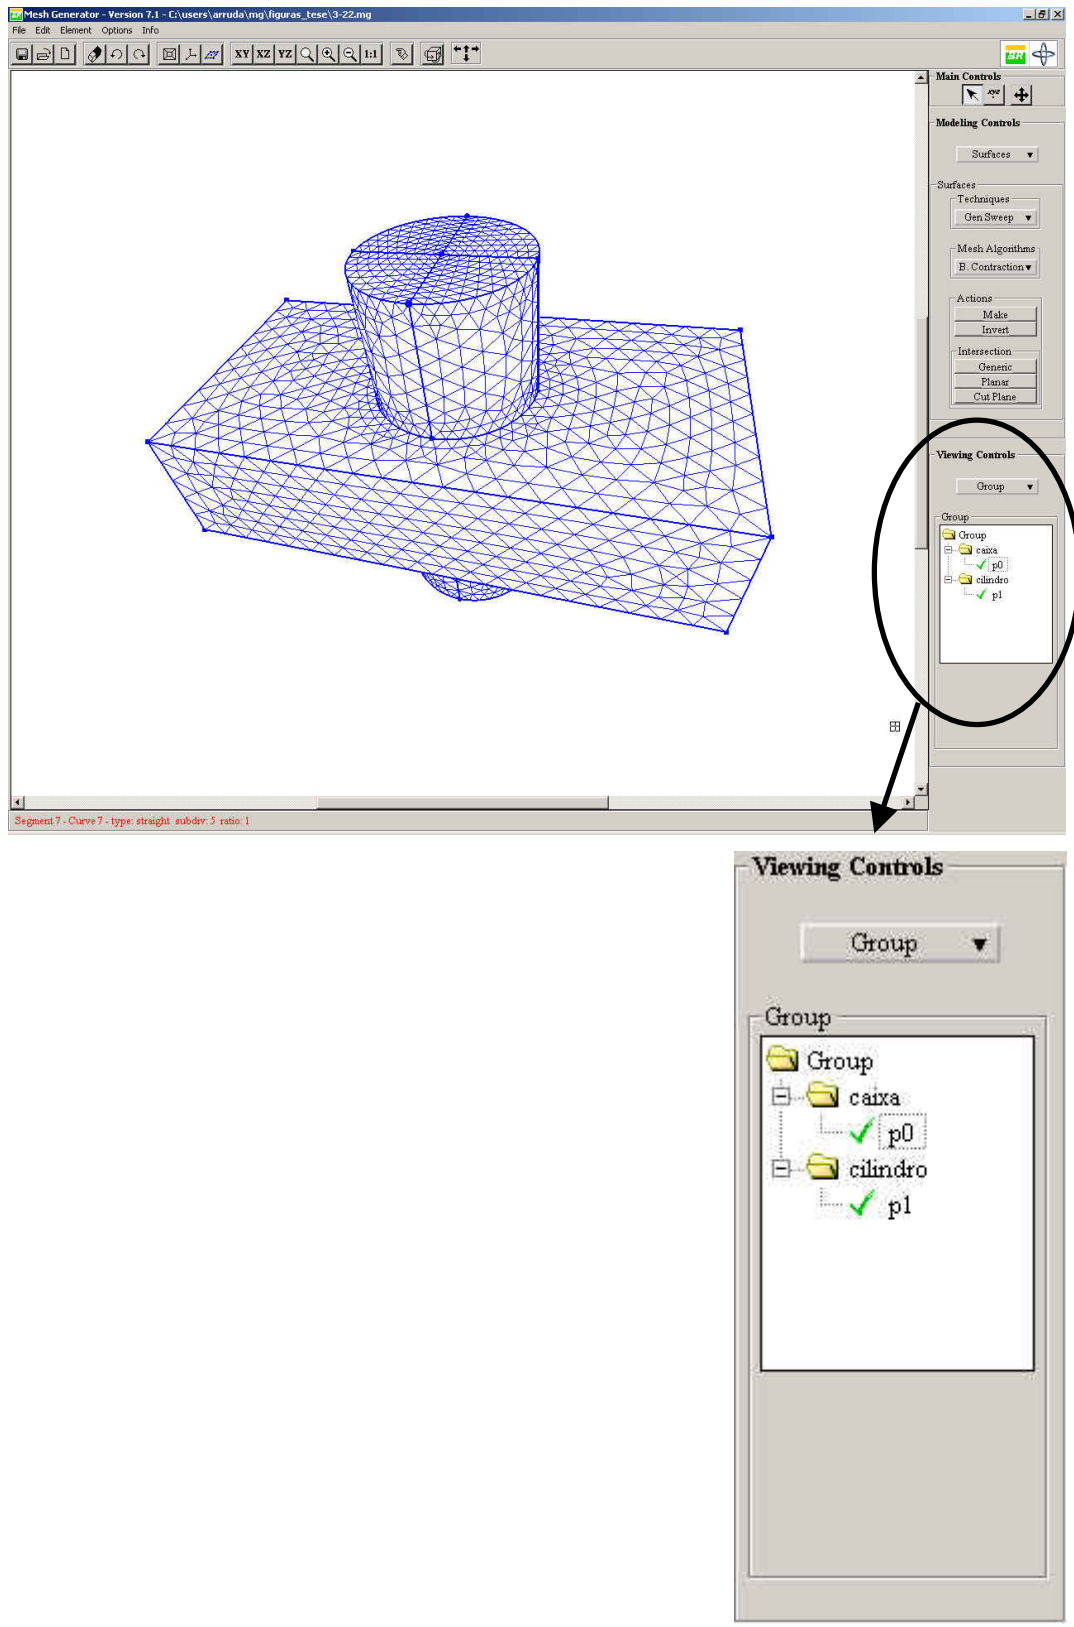 Mesh Generator - Version 7.1 - C:\users\arruda\mg\figuras_tese\3-22.mg
File Edit Element Options Info
XY XZ YZ 1:1
BR
Main Controls
xyz
Modeling Controls
Surfaces
Surfaces
Techniques
Gen Sweep
Mesh Algorithms
B. Contraction
Actions
Make
Invert
Intersection
Generic
Planar
Cut Plane
Viewing Controls
Group
Group
Group
caixa
p0
cilindro
p1
Segment 7 - Curve 7 - type: straight subdiv: 5 ratio: 1
Viewing Controls
Group
Group
Group
caixa
p0
cilindro
p1